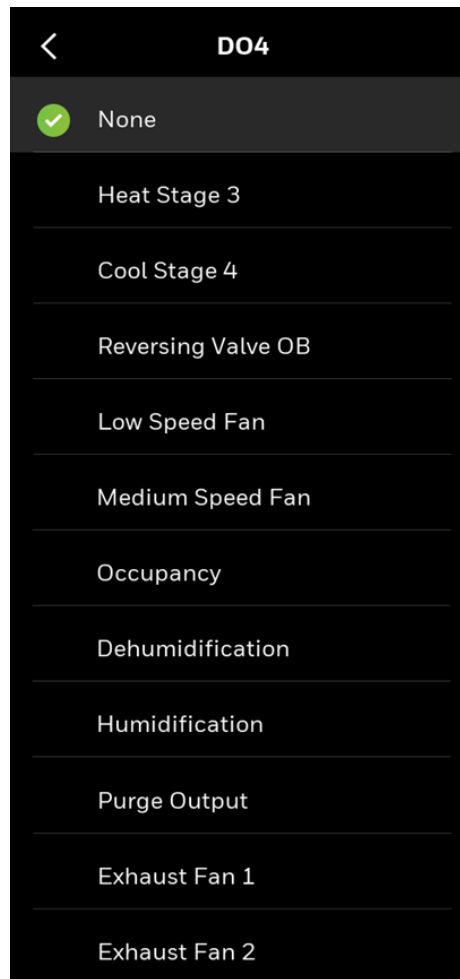 DO4
None
Heat Stage 3
Cool Stage 4
Reversing Valve OB
Low Speed Fan
Medium Speed Fan
Occupancy
Dehumidification
Humidification
Purge Output
Exhaust Fan 1
Exhaust Fan 2